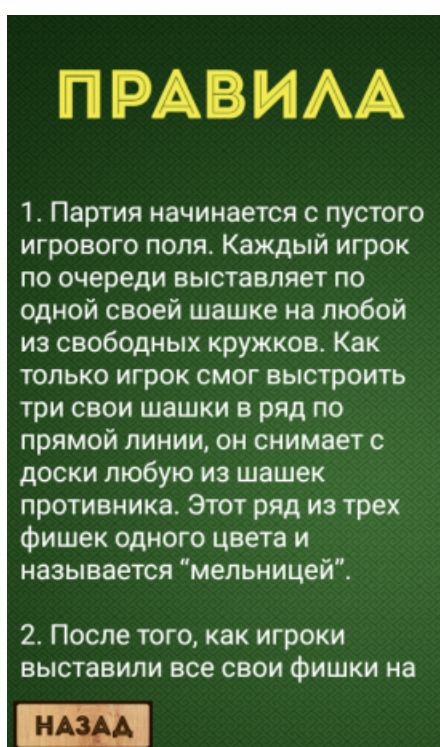 ПРАВИЛА
1. Партия начинается с пустого
игрового поля. Каждый игрок
по очереди выставляет по
одной своей шашке на любой
из свободных кружков. Как
только игрок смог выстроить
три свои шашки в ряд по
прямой линии, он снимает с
доски любую из шашек
противника. Этот ряд из трех
фишек одного цвета и
называется “мельницей”.
2. После того, как игроки
выставили все свои фишки на
НАЗАД